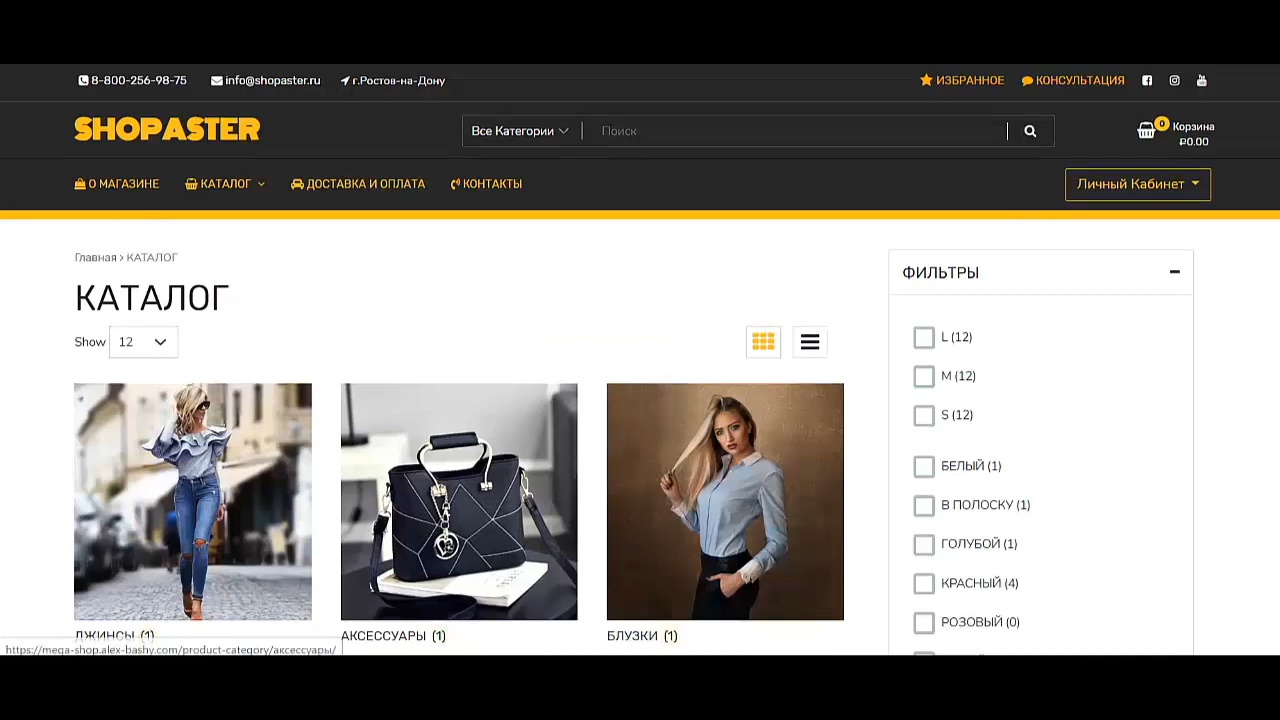 8-800-256-98-75 info@shopaster.ru г.Ростов-на-Дону ИЗБРАННОЕ КОНСУЛЬТАЦИЯ
SHOPASTER
Все Категории Поиск
0 Корзина
₽0.00
О МАГАЗИНЕ КАТАЛОГ ДОСТАВКА И ОПЛАТА КОНТАКТЫ Личный Кабинет
Главная › КАТАЛОГ
КАТАЛОГ
Show 12
ДЖИНСЫ (1)
АКСЕССУАРЫ (1)
БЛУЗКИ (1)
ФИЛЬТРЫ
L (12)
M (12)
S (12)
БЕЛЫЙ (1)
В ПОЛОСКУ (1)
ГОЛУБОЙ (1)
КРАСНЫЙ (4)
РОЗОВЫЙ (0)
https://mega-shop.alex-bashy.com/product-category/аксессуары/